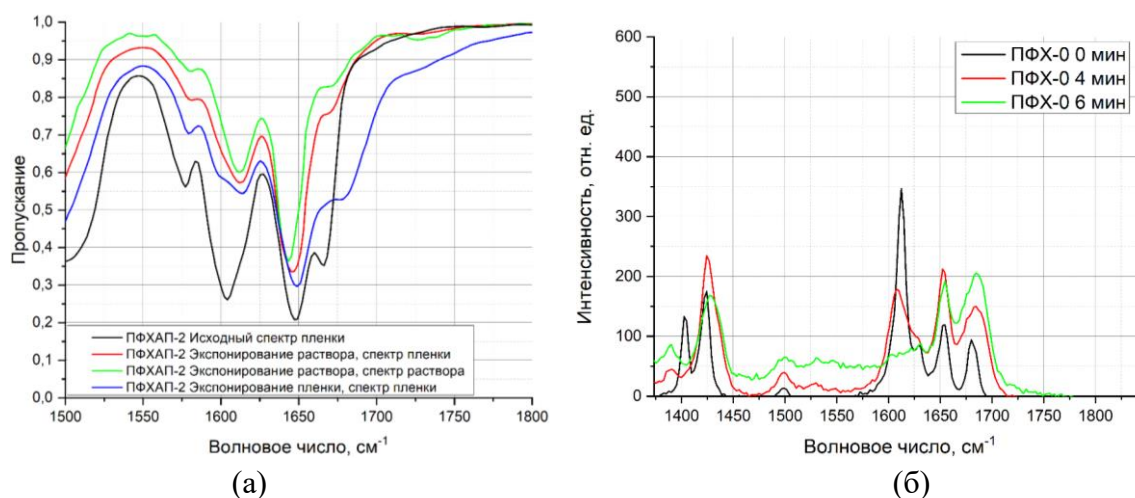 Пропускание
1,0
0,9
0,8
0,7
0,6
0,5
0,4
0,3
0,2
0,1
0,0
ПФХАП-2 Исходный спектр пленки
ПФХАП-2 Экспонирование раствора, спектр пленки
ПФХАП-2 Экспонирование раствора, спектр раствора
ПФХАП-2 Экспонирование пленки, спектр пленки
1500 1550 1600 1650 1700 1750 1800
Волновое число, см-1
(а)
Интенсивность, отн. ед.
600
500
400
300
200
100
0
ПФХ-0 0 мин
ПФХ-0 4 мин
ПФХ-0 6 мин
1400 1450 1500 1550 1600 1650 1700 1750 1800
Волновое число, см-1
(б)